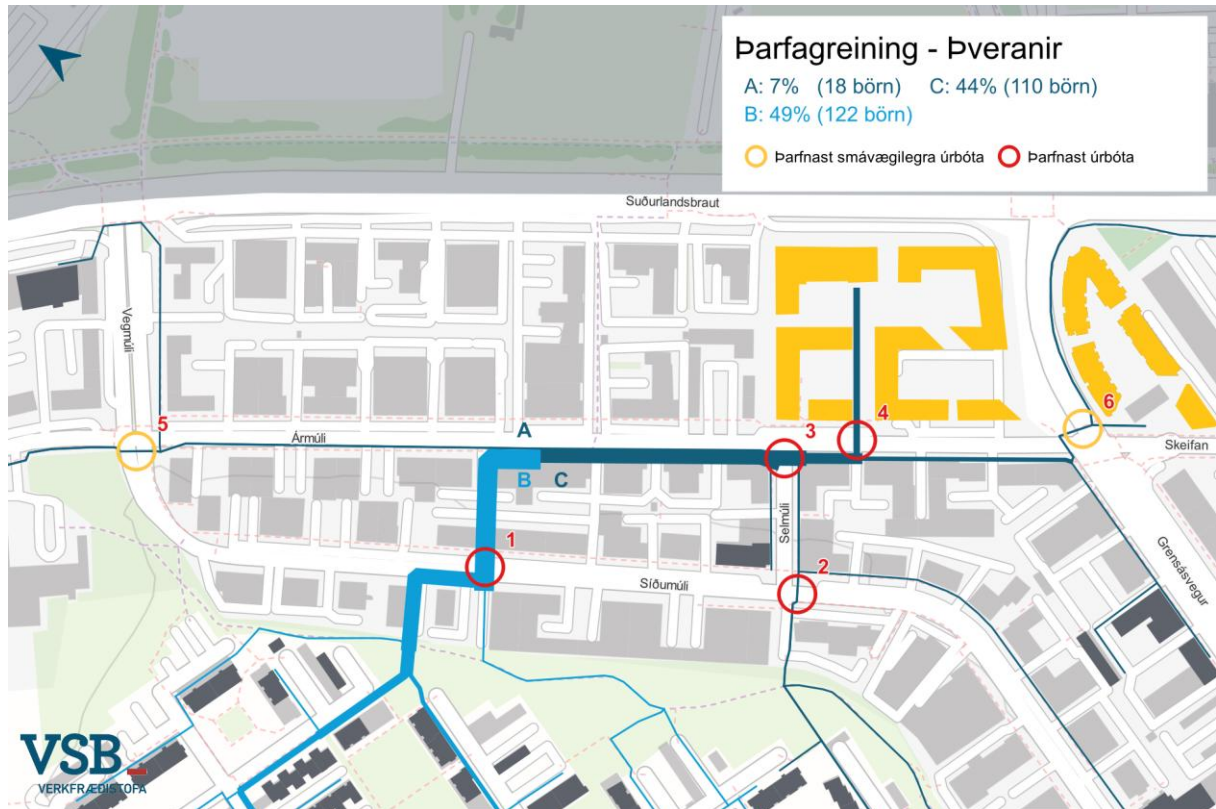 Þarfagreining - Þveranir
A: 7% (18 börn) C: 44% (110 börn)
B: 49% (122 börn)
Þarfnast smávægilegra úrbóta Þarfnast úrbóta
Suðurlandsbraut
Vegmúli
5
Ármúli
A
B
C
3
4
6
Skeifan
1
Selmúli
Síðumúli
2
Grensásvegur
VSB
VERKFRÆÐISTOFA